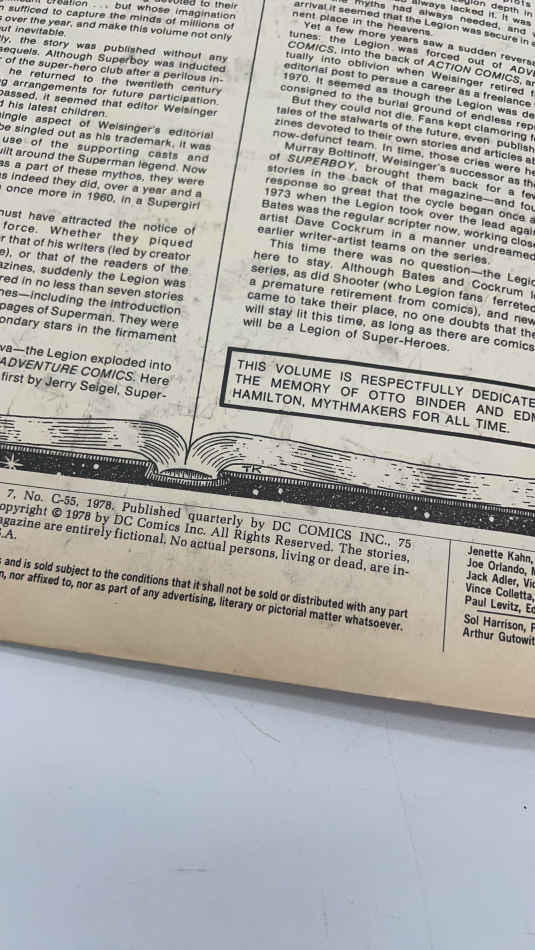 creation . . . but whose imagination
sufficed to capture the minds of millions of
over the year, and make this volume not only
inevitable.
the story was published without any
sequels. Although Superboy was inducted
of the super-hero club after a perilous in-
he returned to the twentieth century
arrangements for future participation.
passed, it seemed that editor Weisinger
his latest children.
single aspect of Weisinger's editorial
be singled out as his trademark, it was
use of the supporting casts and
built around the Superman legend. Now
as a part of these mythos, they were
as indeed they did, over a year and a
once more in 1960, in a Supergirl
must have attracted the notice of
force. Whether they piqued
that of his writers (led by creator
or that of the readers of the
suddenly the Legion was
red in no less than seven stories
including the introduction
pages of Superman. They were
ondary stars in the firmament
va—the Legion exploded into
ADVENTURE COMICS. Here
first by Jerry Seigel, Super-
myths had always needed, and
arrival it seemed that the Legion was secure in
nent place in the heavens.
Yet a few more years saw a sudden revers
tunes: the Legion was forced out of ADV
COMICS, into the back of ACTION COMICS, a
tually into oblivion when Weisinger retired
editorial post to pursue a career as a freelance
1970. It seemed as though the Legion was de
consigned to the burial ground of endless rep
But they could not die. Fans kept clamoring f
tales of the stalwarts of the future, even publish
zines devoted to their own stories and articles a
now-defunct team. In time, those cries were he
Murray Boltinoff, Weisinger's successor as th
of SUPERBOY, brought them back for a few
stories in the back of that magazine—and fou
response so great that the cycle began once a
1973 when the Legion took over the lead again
Bates was the regular scripter now, working clos
artist Dave Cockrum in a manner undreamed
earlier writer-artist teams on the series.
This time there was no question—the Legio
here to stay. Although Bates and Cockrum l
series, as did Shooter (who Legion fans ferreted
a premature retirement from comics), and new
came to take their place, no one doubts that the
will stay lit this time, as long as there are comics
will be a Legion of Super-Heroes.
THIS VOLUME IS RESPECTFULLY DEDICATE
THE MEMORY OF OTTO BINDER AND EDM
HAMILTON, MYTHMAKERS FOR ALL TIME.
TK
7, No. C-55, 1978. Published quarterly by DC COMICS INC., 75
opyright © 1978 by DC Comics Inc. All Rights Reserved. The stories,
agazine are entirely fictional. No actual persons, living or dead, are in-
.A.
and is sold subject to the conditions that it shall not be sold or distributed with any part
n, nor affixed to, nor as part of any advertising, literary or pictorial matter whatsoever.
Jenette Kahn,
Joe Orlando, M
Jack Adler, Vic
Vince Colletta,
Paul Levitz, Ed
Sol Harrison, P
Arthur Gutowit